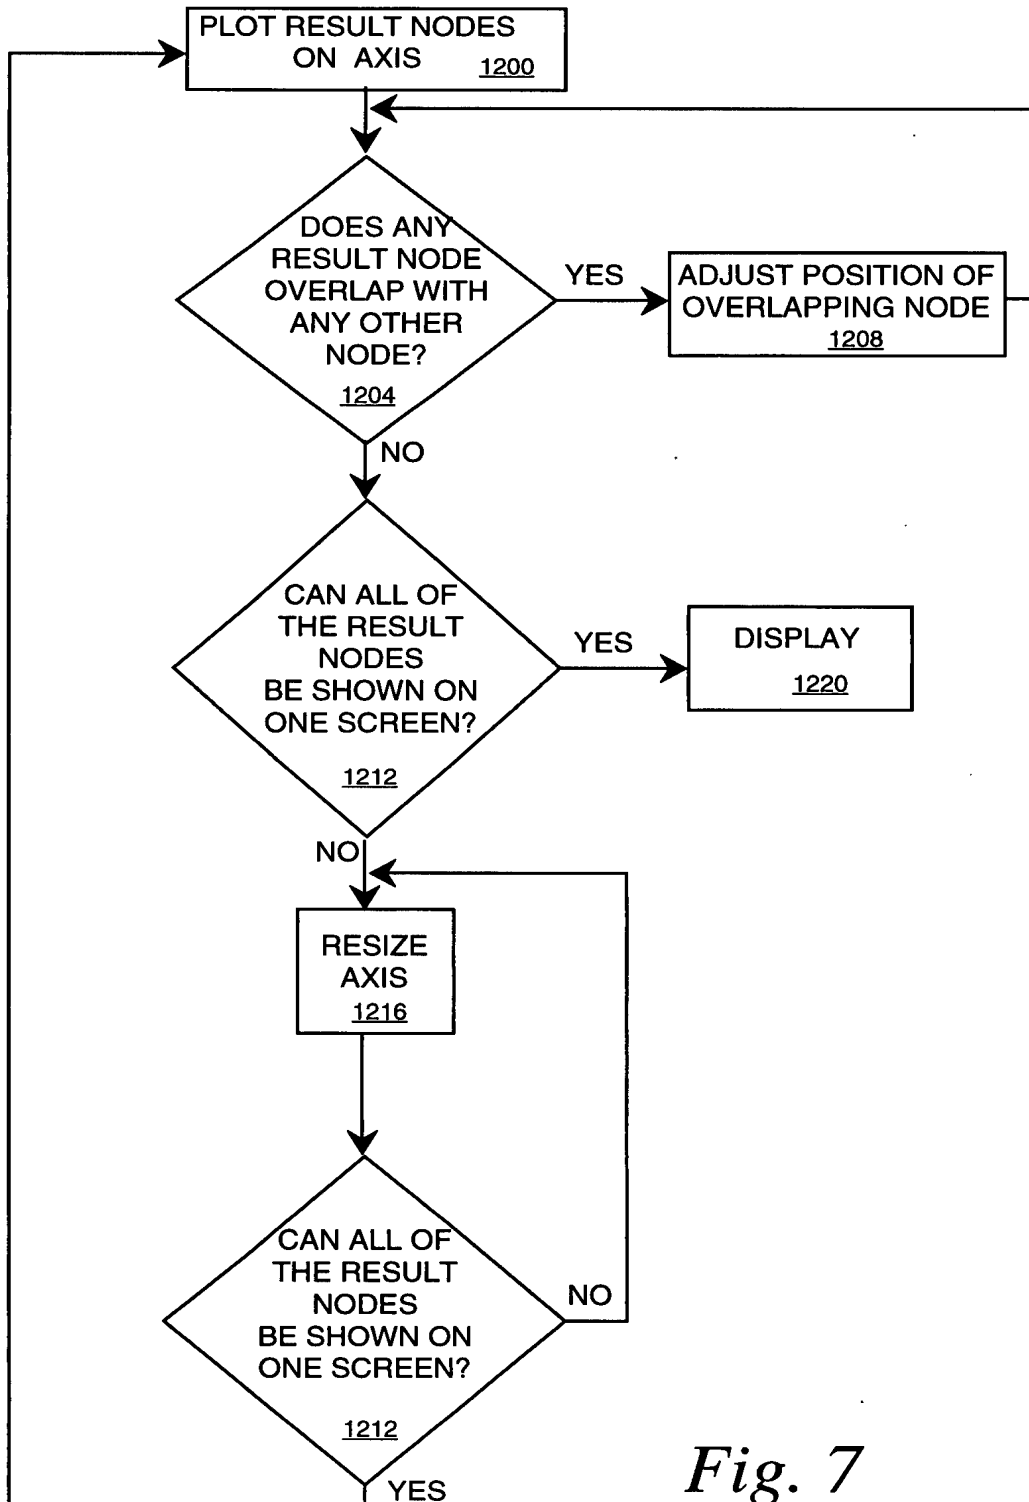 PLOT RESULT NODES
ON AXIS 1200
DOES ANY
RESULT NODE
OVERLAP WITH
ANY OTHER
NODE?
1204
YES
ADJUST POSITION OF
OVERLAPPING NODE
1208
NO
CAN ALL OF
THE RESULT
NODES
BE SHOWN ON
ONE SCREEN?
1212
YES
DISPLAY
1220
NO
RESIZE
AXIS
1216
CAN ALL OF
THE RESULT
NODES
BE SHOWN ON
ONE SCREEN?
1212
NO
YES
Fig. 7